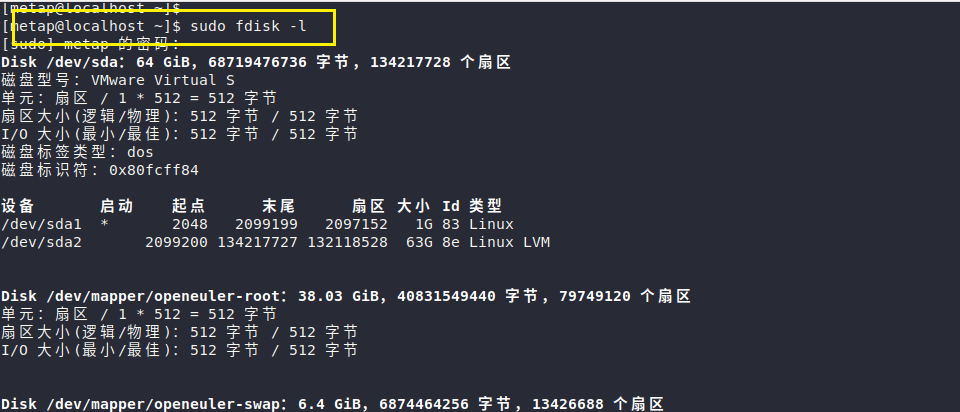 [metap@localhost ~]$
[metap@localhost ~]$ sudo fdisk -l
[sudo] metap 的密码：
Disk /dev/sda：64 GiB，68719476736 字节，134217728 个扇区
磁盘型号：VMware Virtual S
单元：扇区 / 1 * 512 = 512 字节
扇区大小(逻辑/物理)：512 字节 / 512 字节
I/O 大小(最小/最佳)：512 字节 / 512 字节
磁盘标签类型：dos
磁盘标识符：0x80fcff84
设备 启动 起点 末尾 扇区 大小 Id 类型
/dev/sda1 * 2048 2099199 2097152 1G 83 Linux
/dev/sda2 2099200 134217727 132118528 63G 8e Linux LVM
Disk /dev/mapper/openeuler-root：38.03 GiB，40831549440 字节，79749120 个扇区
单元：扇区 / 1 * 512 = 512 字节
扇区大小(逻辑/物理)：512 字节 / 512 字节
I/O 大小(最小/最佳)：512 字节 / 512 字节
Disk /dev/mapper/openeuler-swap：6.4 GiB，6874464256 字节，13426688 个扇区